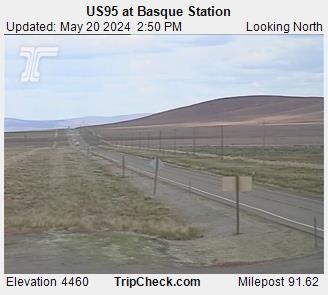 US95 at Basque Station
Updated: May 20 2024  2:50 PM
Looking North
Elevation 4460
TripCheck.com
Milepost 91.62